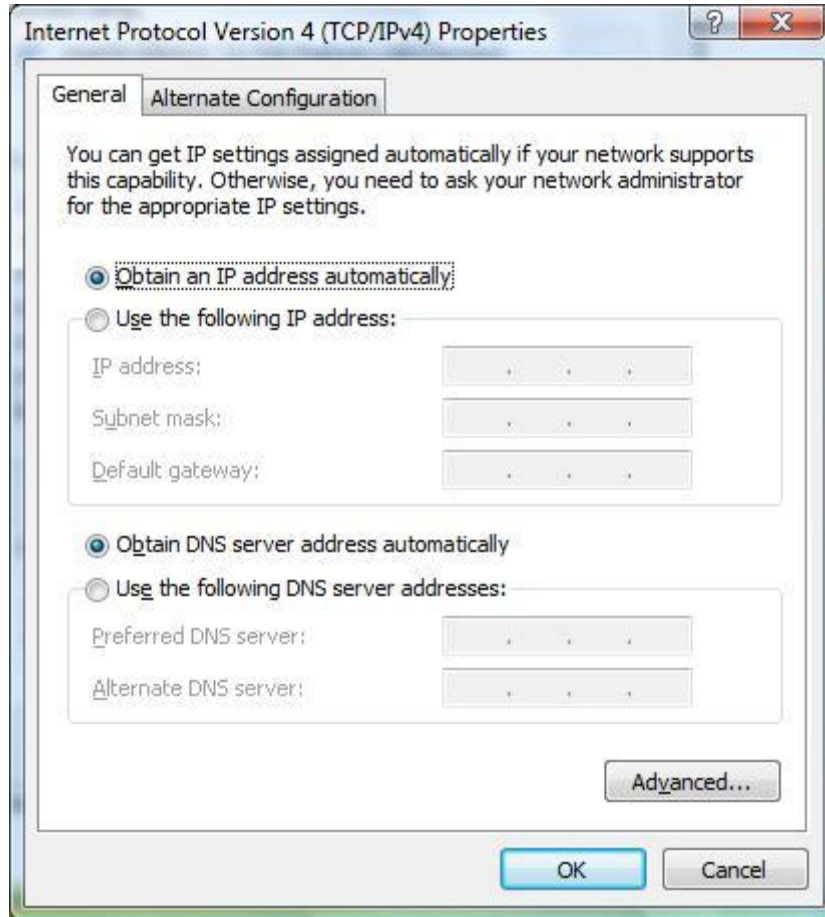 Internet Protocol Version 4 (TCP/IPv4) Properties
General
Alternate Configuration
You can get IP settings assigned automatically if your network supports
this capability. Otherwise, you need to ask your network administrator
for the appropriate IP settings.
Obtain an IP address automatically
Use the following IP address:
IP address:
Subnet mask:
Default gateway:
Obtain DNS server address automatically
Use the following DNS server addresses:
Preferred DNS server:
Alternate DNS server:
Advanced...
OK
Cancel